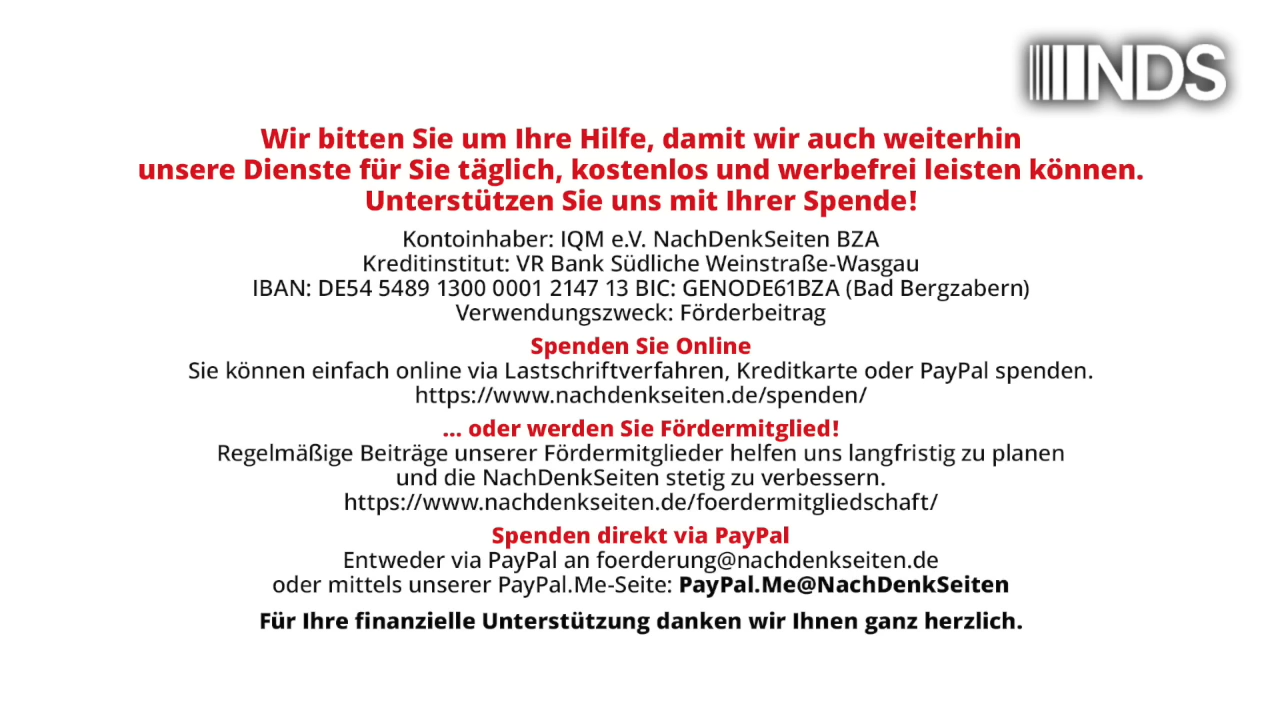 NDS
Wir bitten Sie um Ihre Hilfe, damit wir auch weiterhin
unsere Dienste für Sie täglich, kostenlos und werbefrei leisten können.
Unterstützen Sie uns mit Ihrer Spende!
Kontoinhaber: IQM e.V. NachDenkSeiten BZA
Kreditinstitut: VR Bank Südliche Weinstraße-Wasgau
IBAN: DE54 5489 1300 0001 2147 13 BIC: GENODE61BZA (Bad Bergzabern)
Verwendungszweck: Förderbeitrag
Spenden Sie Online
Sie können einfach online via Lastschriftverfahren, Kreditkarte oder PayPal spenden.
https://www.nachdenkseiten.de/spenden/
... oder werden Sie Fördermitglied!
Regelmäßige Beiträge unserer Fördermitglieder helfen uns langfristig zu planen
und die NachDenkSeiten stetig zu verbessern.
https://www.nachdenkseiten.de/foerdermitgliedschaft/
Spenden direkt via PayPal
Entweder via PayPal an foerderung@nachdenkseiten.de
oder mittels unserer PayPal.Me-Seite: PayPal.Me@NachDenkSeiten
Für Ihre finanzielle Unterstützung danken wir Ihnen ganz herzlich.